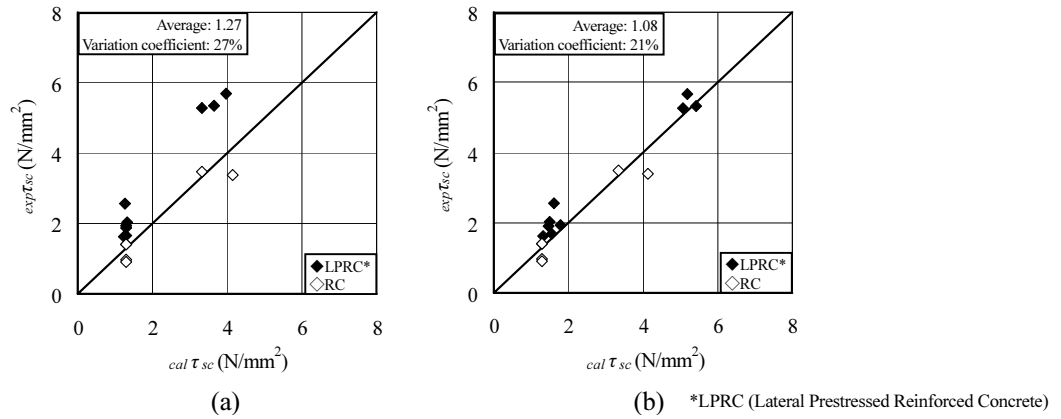 Average: 1.27
Variation coefficient: 27%
8
6
4
2
0
0 2 4 6 8
exp τsc (N/mm²)
cal τ sc (N/mm²)
◆LPRC*
◇RC
(a)
Average: 1.08
Variation coefficient: 21%
8
6
4
2
0
0 2 4 6 8
exp τsc (N/mm²)
cal τ sc (N/mm²)
◆LPRC*
◇RC
(b)
*LPRC (Lateral Prestressed Reinforced Concrete)